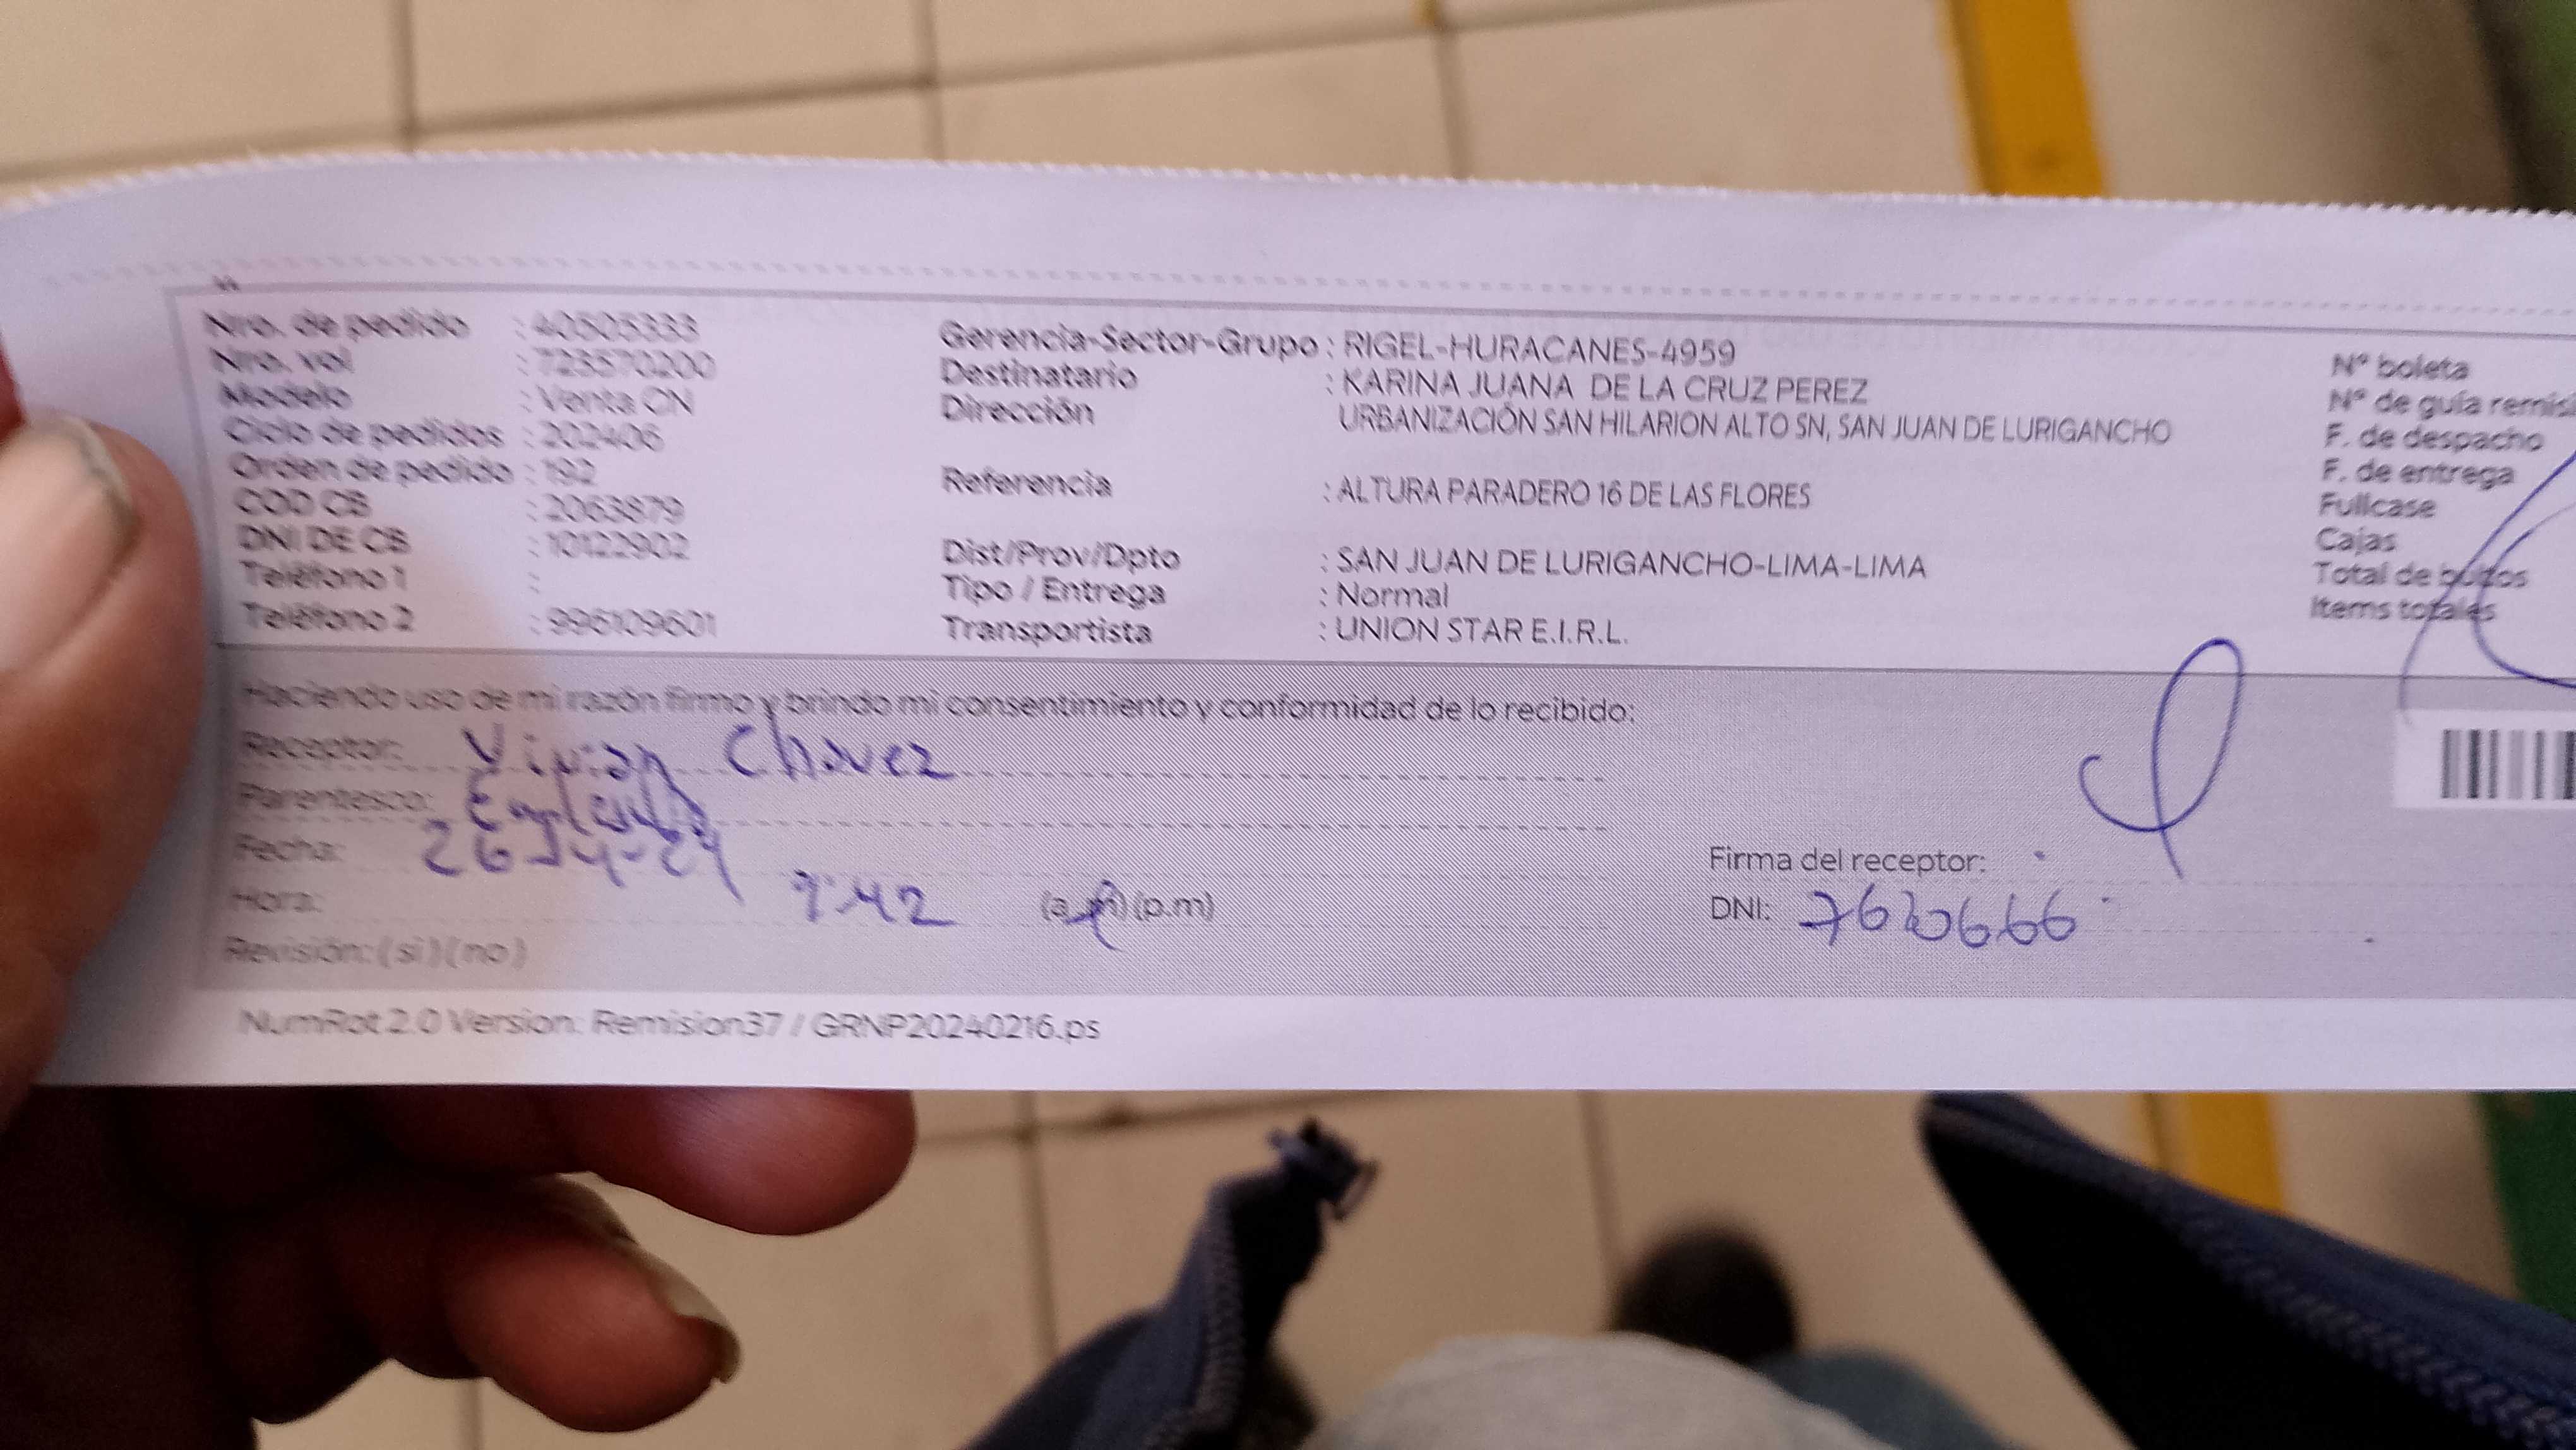 Nro. de pedido : 40505333
Nro. vol : 723570200
Modelo : Venta CN
Ciclo de pedidos : 202406
Orden de pedido : 192
COD CB : 2063879
DNI DE CB : 10122902
Teléfono 1 :
Teléfono 2 : 996109601
Gerencia-Sector-Grupo : RIGEL-HURACANES-4959
Destinatario : KARINA JUANA DE LA CRUZ PEREZ
Dirección URBANIZACIÓN SAN HILARION ALTO SN, SAN JUAN DE LURIGANCHO
Referencia : ALTURA PARADERO 16 DE LAS FLORES
Dist/Prov/Dpto : SAN JUAN DE LURIGANCHO-LIMA-LIMA
Tipo / Entrega : Normal
Transportista : UNION STAR E.I.R.L.
N° boleta
N° de guía
F. de despacho
F. de entrega
Fullcase
Cajas
Total de bultos
Items totales
Haciendo uso de mi razón firmo y brindo mi consentimiento y conformidad de lo recibido:
Receptor: Vivian Chavez
Parentesco:
Fecha:
Hora: 9:42 (a.m) (p.m)
Revisión: (si) (no)
Firma del receptor:
DNI:
NumRot 2.0 Version: Remision37 / GRNP20240216.ps